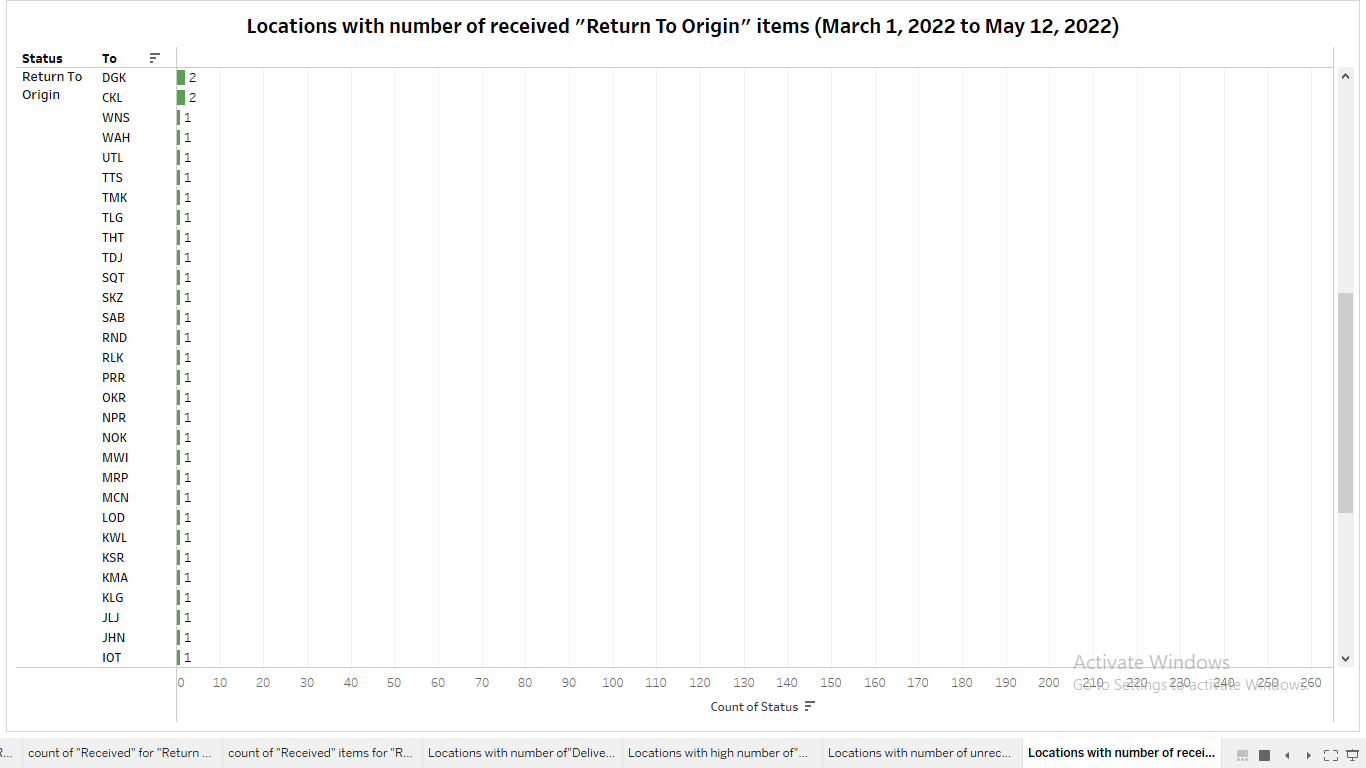 Locations with number of received "Return To Origin" items (March 1, 2022 to May 12, 2022)
Status To
Return To Origin
DGK 2
CKL 2
WNS 1
WAH 1
UTL 1
TTS 1
TMK 1
TLG 1
THT 1
TDJ 1
SQT 1
SKZ 1
SAB 1
RND 1
RLK 1
PRR 1
OKR 1
NPR 1
NOK 1
MWI 1
MRP 1
MCN 1
LOD 1
KWL 1
KSR 1
KMA 1
KLG 1
JLJ 1
JHN 1
IOT 1
0 10 20 30 40 50 60 70 80 90 100 110 120 130 140 150 160 170 180 190 200 210 220 230 240 250 260
Count of Status
Activate Windows
Go to Settings to activate Windows.
R... count of "Received" for "Return ... count of "Received" items for "R... Locations with number of"Delive... Locations with high number of"... Locations with number of unrec... Locations with number of recei...